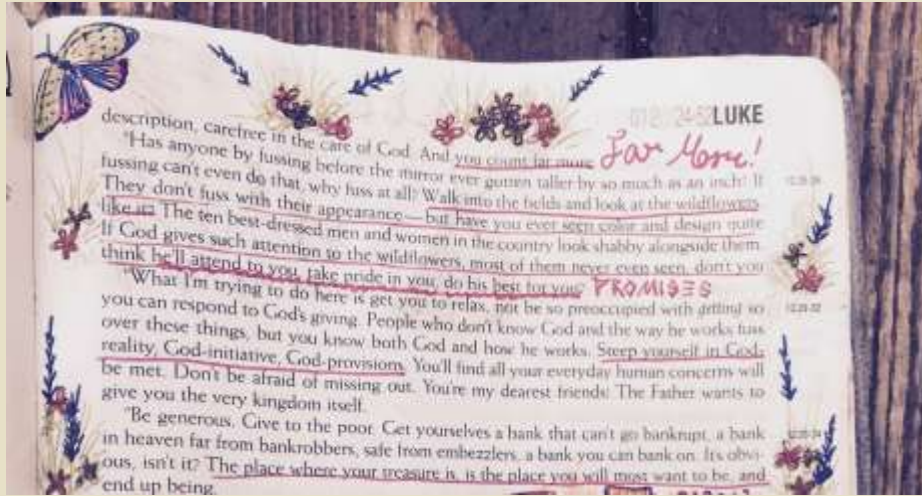 LUKE
description, carefree in the care of God. And you count far more Far More!
"Has anyone by fussing before the mirror ever gotten taller by so much as an inch? If
fussing can't even do that, why fuss at all? Walk into the fields and look at the wildflowers.
They don't fuss with their appearance—but have you ever seen color and design quite
like it? The ten best-dressed men and women in the country look shabby alongside them.
If God gives such attention to the wildflowers, most of them never even seen, don't you
think he'll attend to you, take pride in you, do his best for you? PROMISES
"What I'm trying to do here is get you to relax, not be so preoccupied with getting so
you can respond to God's giving. People who don't know God and the way he works fuss
over these things, but you know both God and how he works. Steep yourself in God-
reality, God-initiative, God-provisions. You'll find all your everyday human concerns will
be met. Don't be afraid of missing out. You're my dearest friends! The Father wants to
give you the very kingdom itself.
"Be generous. Give to the poor. Get yourselves a bank that can't go bankrupt, a bank
in heaven far from bankrobbers, safe from embezzlers, a bank you can bank on. It's obvi-
ous, isn't it? The place where your treasure is, is the place you will most want to be, and
end up being.